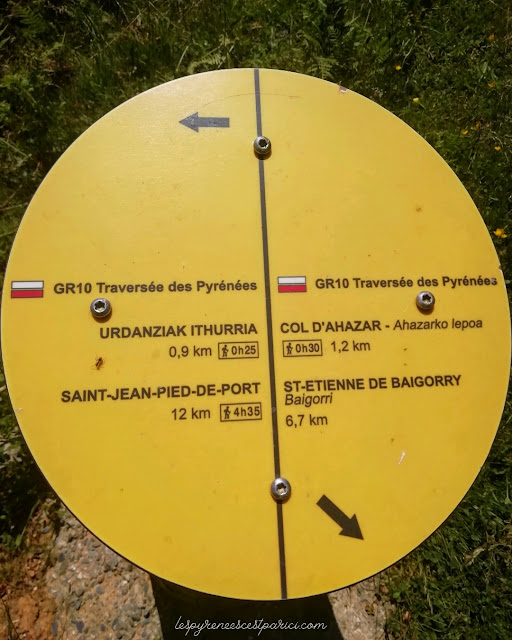 GR10 Traversée des Pyrénées
URDANZIAK ITHURRIA
0,9 km 0h25
SAINT-JEAN-PIED-DE-PORT
12 km 4h35
GR10 Traversée des Pyrénées
COL D'AHAZAR - Ahazarko lepoa
0h30 1,2 km
ST-ETIENNE DE BAIGORRY
Baigorri
6,7 km
lespyreneescestparici.com